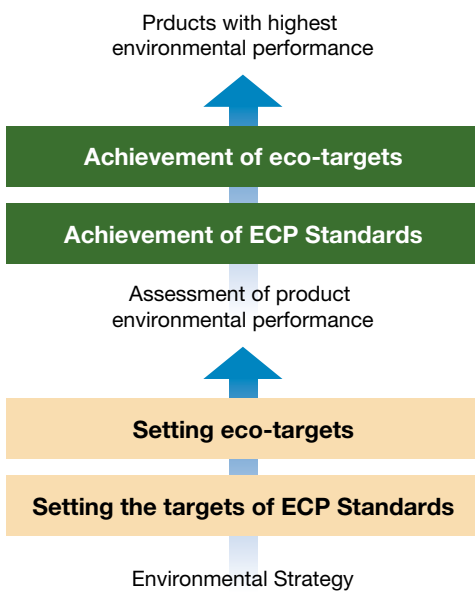 Prducts with highest
environmental performance
Achievement of eco-targets
Achievement of ECP Standards
Assessment of product
environmental performance
Setting eco-targets
Setting the targets of ECP Standards
Environmental Strategy